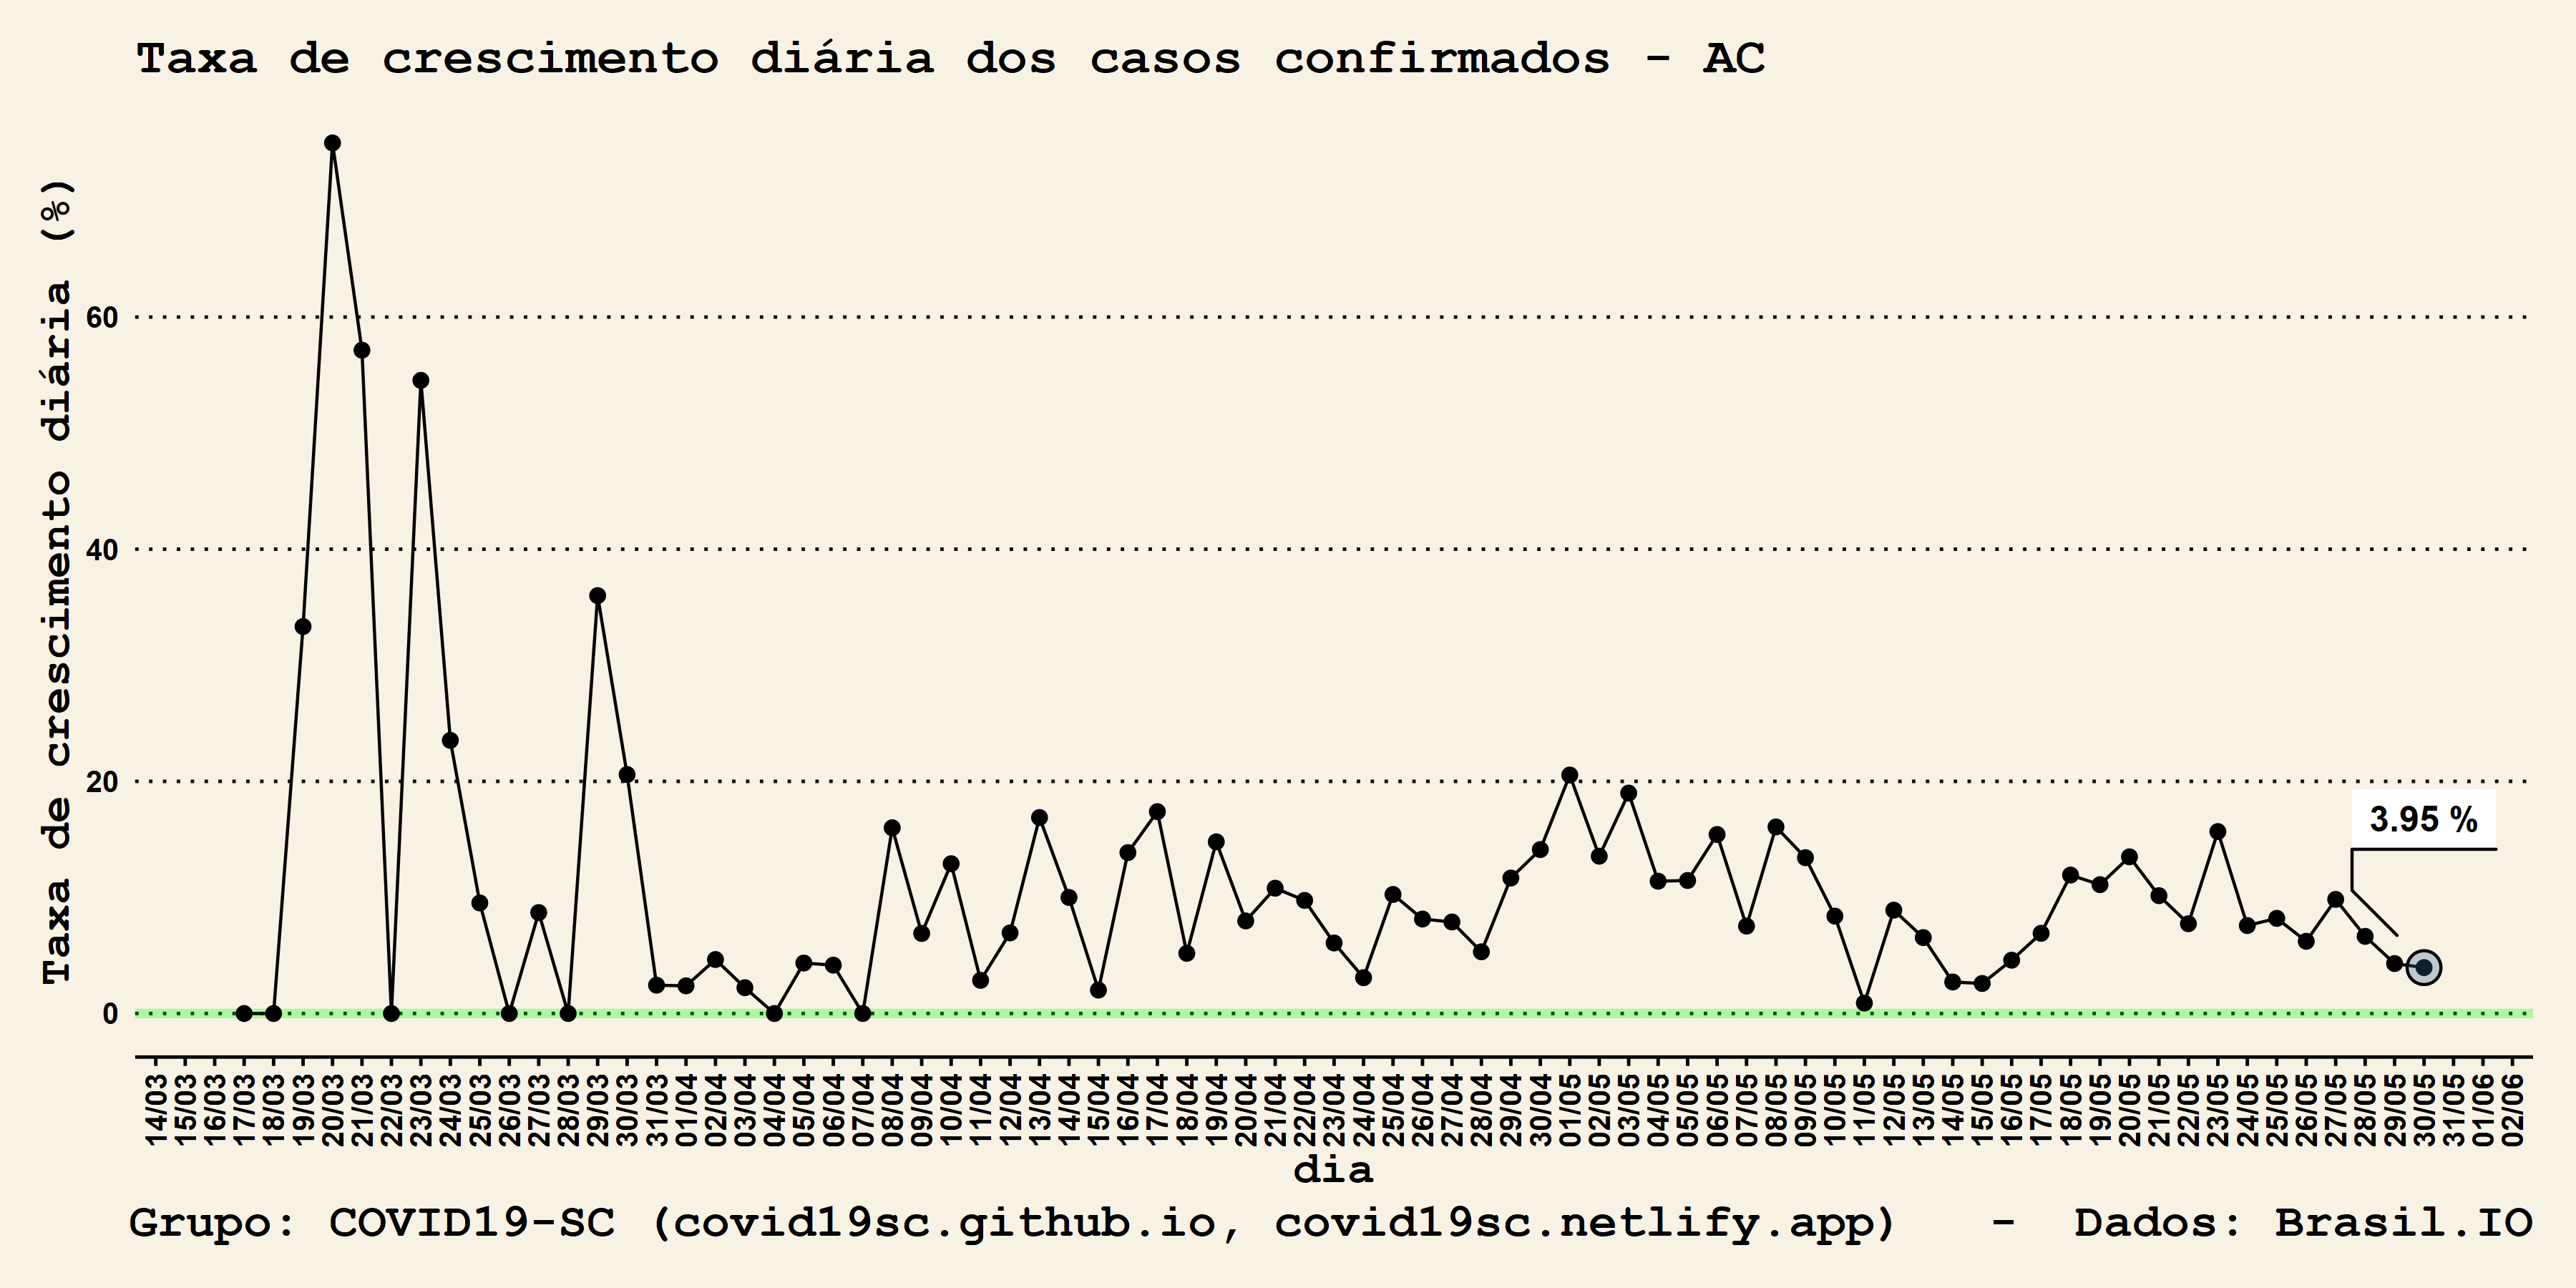 Taxa de crescimento diária dos casos confirmados - AC
Taxa de crescimento diária (%)
60
40
20
0
3.95 %
14/03 15/03 16/03 17/03 18/03 19/03 20/03 21/03 22/03 23/03 24/03 25/03 26/03 27/03 28/03 29/03 30/03 31/03 01/04 02/04 03/04 04/04 05/04 06/04 07/04 08/04 09/04 10/04 11/04 12/04 13/04 14/04 15/04 16/04 17/04 18/04 19/04 20/04 21/04 22/04 23/04 24/04 25/04 26/04 27/04 28/04 29/04 30/04 01/05 02/05 03/05 04/05 05/05 06/05 07/05 08/05 09/05 10/05 11/05 12/05 13/05 14/05 15/05 16/05 17/05 18/05 19/05 20/05 21/05 22/05 23/05 24/05 25/05 26/05 27/05 28/05 29/05 30/05 31/05 01/06 02/06
dia
Grupo: COVID19-SC (covid19sc.github.io, covid19sc.netlify.app) - Dados: Brasil.IO